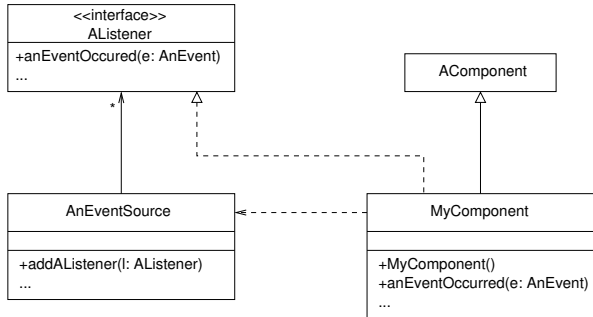 <<interface>>
AListener
+anEventOccured(e: AnEvent)
...
AComponent
*
AnEventSource
+addAListener(l: AListener)
...
MyComponent
+MyComponent()
+anEventOccurred(e: AnEvent)
...